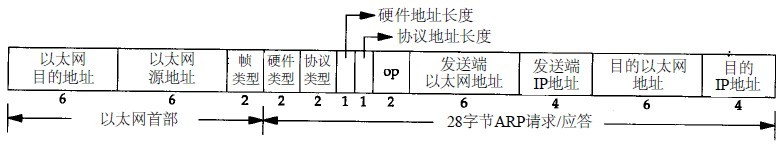 硬件地址长度
协议地址长度
以太网
目的地址
以太网
源地址
帧
类型
硬件
类型
协议
类型
op
发送端
以太网地址
发送端
IP地址
目的以太网
地址
目的
IP地址
6 6 2 2 2 1 1 2 6 4 6 4
以太网首部
28字节ARP请求/应答